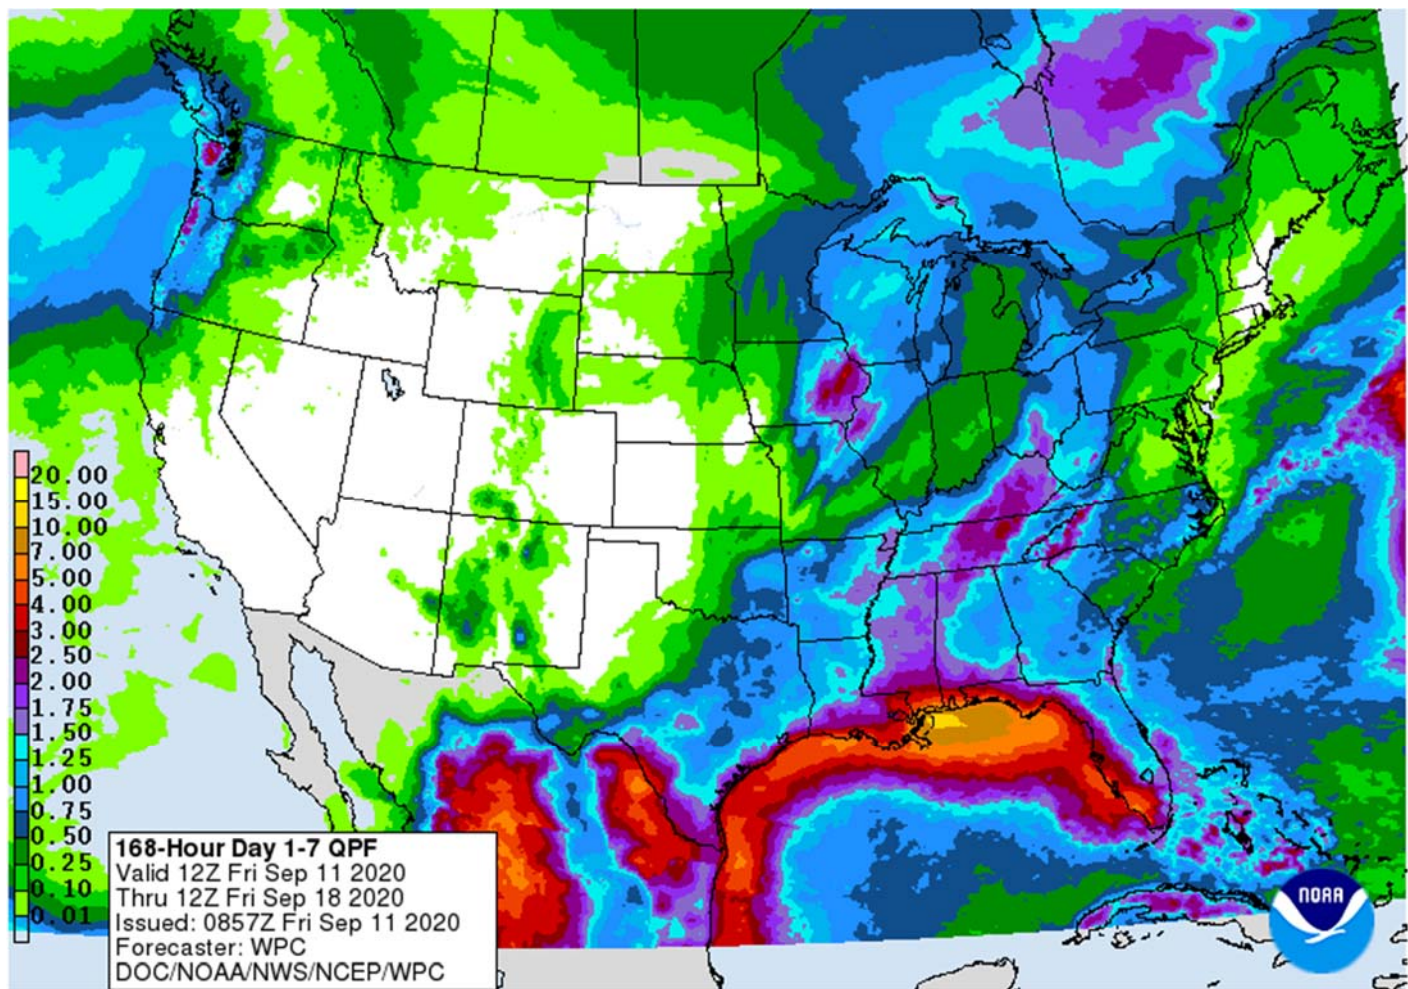 20.00
15.00
10.00
7.00
5.00
4.00
3.00
2.50
2.00
1.75
1.50
1.25
1.00
0.75
0.50
0.25
0.10
0.01
168-Hour Day 1-7 QPF
Valid 12Z Fri Sep 11 2020
Thru 12Z Fri Sep 18 2020
Issued: 0857Z Fri Sep 11 2020
Forecaster: WPC
DOC/NOAA/NWS/NCEP/WPC
NOAA